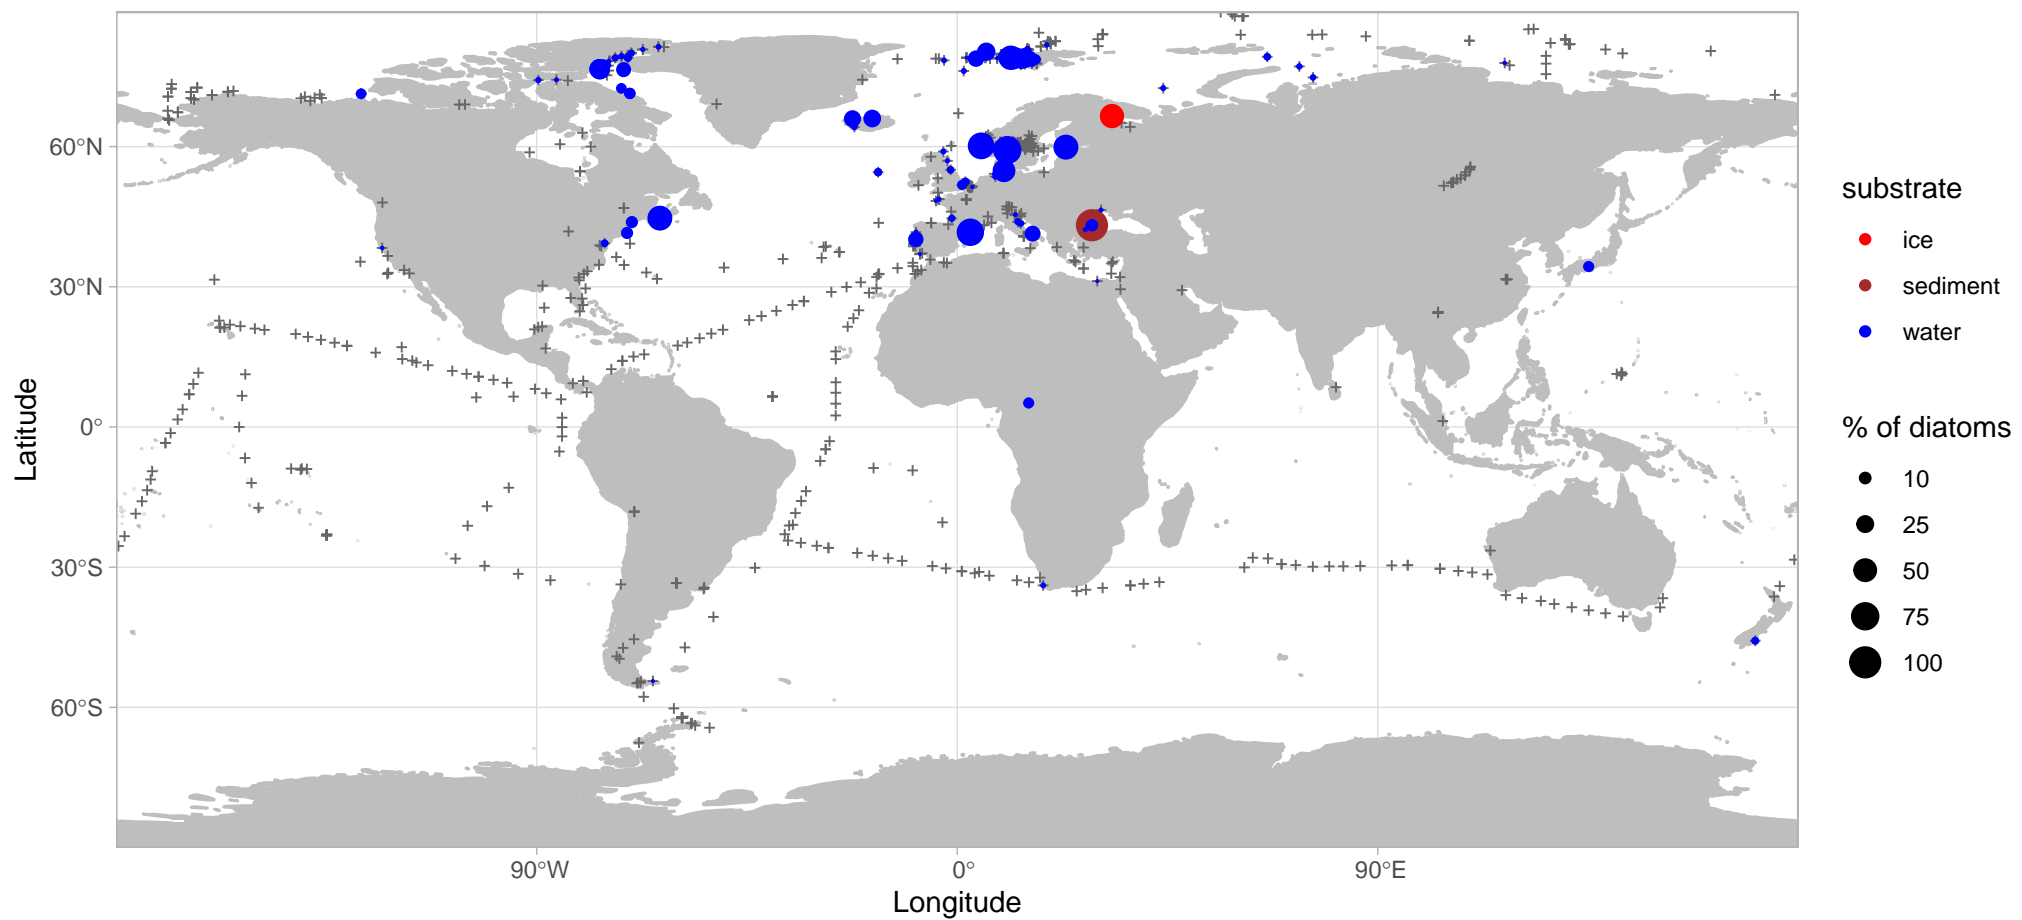 60°N
30°N
0°
30°S
60°S
Latitude
90°W
0°
90°E
Longitude
substrate
ice
sediment
water
% of diatoms
10
25
50
75
100